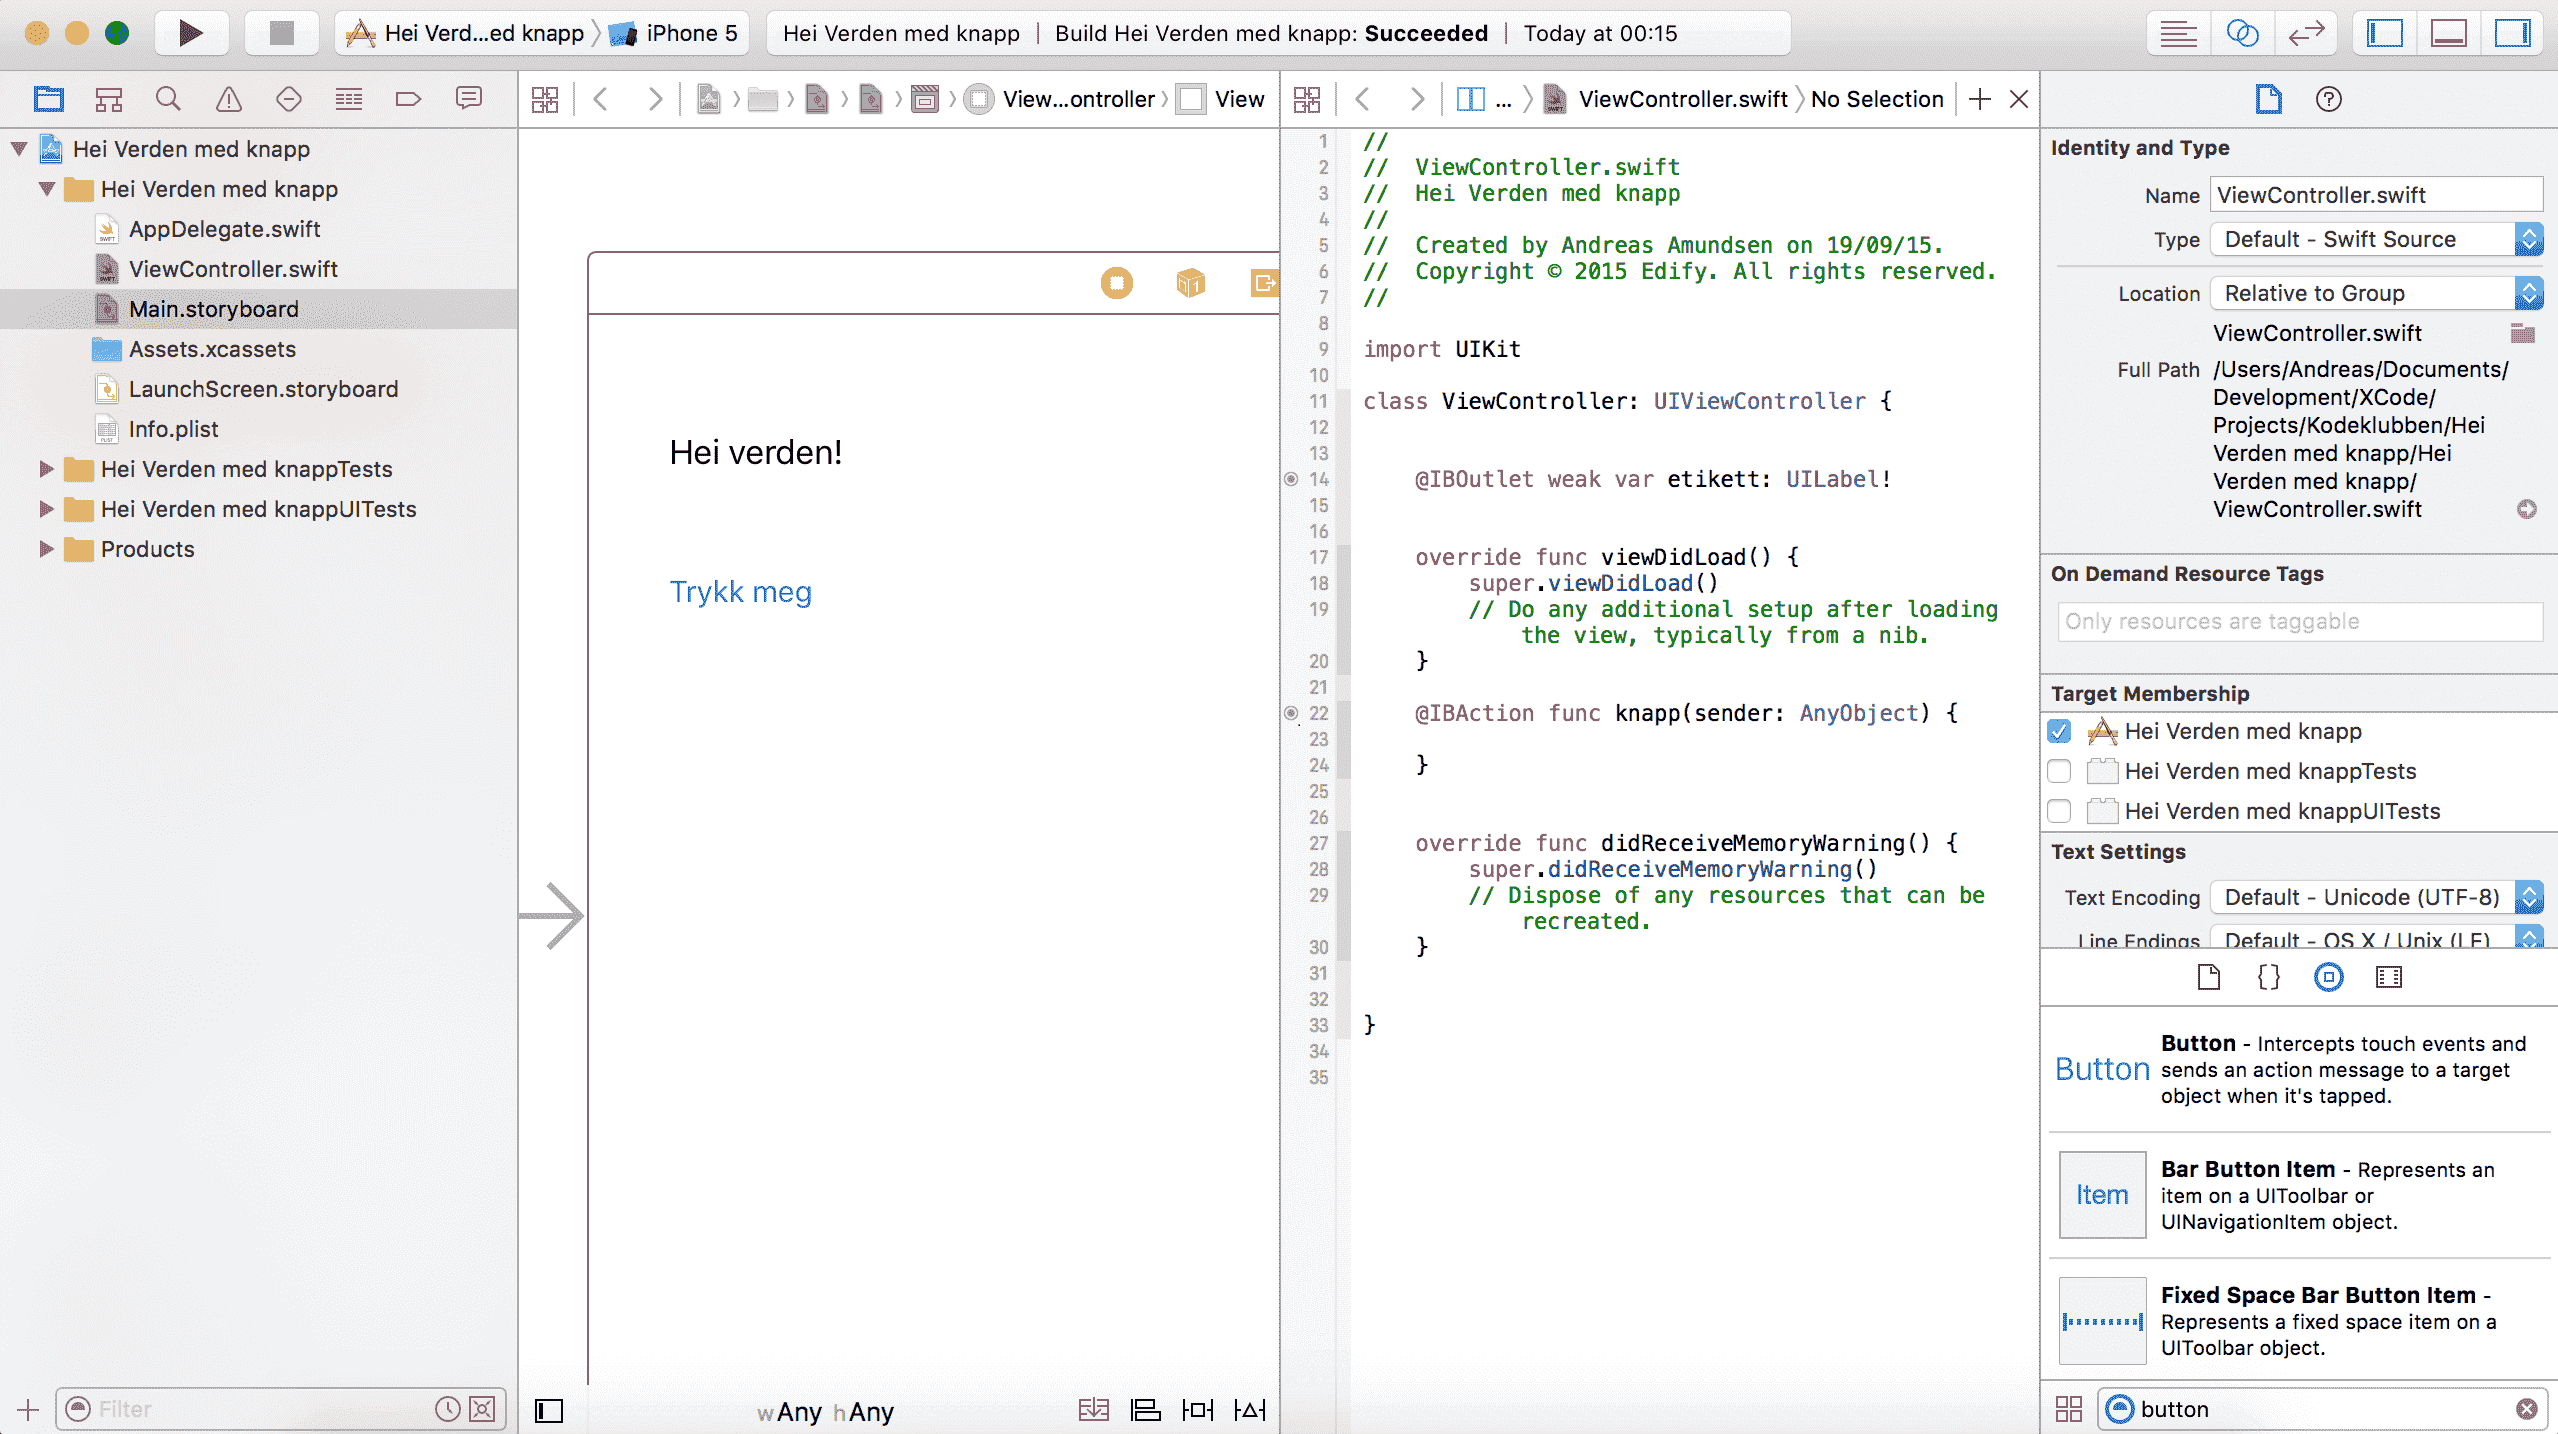 Hei Verd...ed knapp
iPhone 5
Hei Verden med knapp | Build Hei Verden med knapp: Succeeded | Today at 00:15
Hei Verden med knapp
Hei Verden med knapp
AppDelegate.swift
ViewController.swift
Main.storyboard
Assets.xcassets
LaunchScreen.storyboard
Info.plist
Hei Verden med knappTests
Hei Verden med knappUITests
Products
Filter
View...ontroller
View
Hei verden!
Trykk meg
wAny hAny
... ViewController.swift No Selection
1 //
2 //  ViewController.swift
3 //  Hei Verden med knapp
4 //
5 //  Created by Andreas Amundsen on 19/09/15.
6 //  Copyright © 2015 Edify. All rights reserved.
7 //
8
9 import UIKit
10
11 class ViewController: UIViewController {
12
13
14     @IBOutlet weak var etikett: UILabel!
15
16
17     override func viewDidLoad() {
18         super.viewDidLoad()
19         // Do any additional setup after loading
the view, typically from a nib.
20     }
21
22     @IBAction func knapp(sender: AnyObject) {
23
24     }
25
26
27     override func didReceiveMemoryWarning() {
28         super.didReceiveMemoryWarning()
29         // Dispose of any resources that can be
recreated.
30     }
31
32
33 }
34
35
Identity and Type
Name ViewController.swift
Type Default - Swift Source
Location Relative to Group
ViewController.swift
Full Path /Users/Andreas/Documents/
Development/XCode/
Projects/Kodeklubben/Hei
Verden med knapp/Hei
Verden med knapp/
ViewController.swift
On Demand Resource Tags
Only resources are taggable
Target Membership
Hei Verden med knapp
Hei Verden med knappTests
Hei Verden med knappUITests
Text Settings
Text Encoding Default - Unicode (UTF-8)
Line Endings Default - OS X / Unix (LF)
Button
Button - Intercepts touch events and
sends an action message to a target
object when it's tapped.
Item
Bar Button Item - Represents an
item on a UIToolbar or
UINavigationItem object.
Fixed Space Bar Button Item -
Represents a fixed space item on a
UIToolbar object.
button